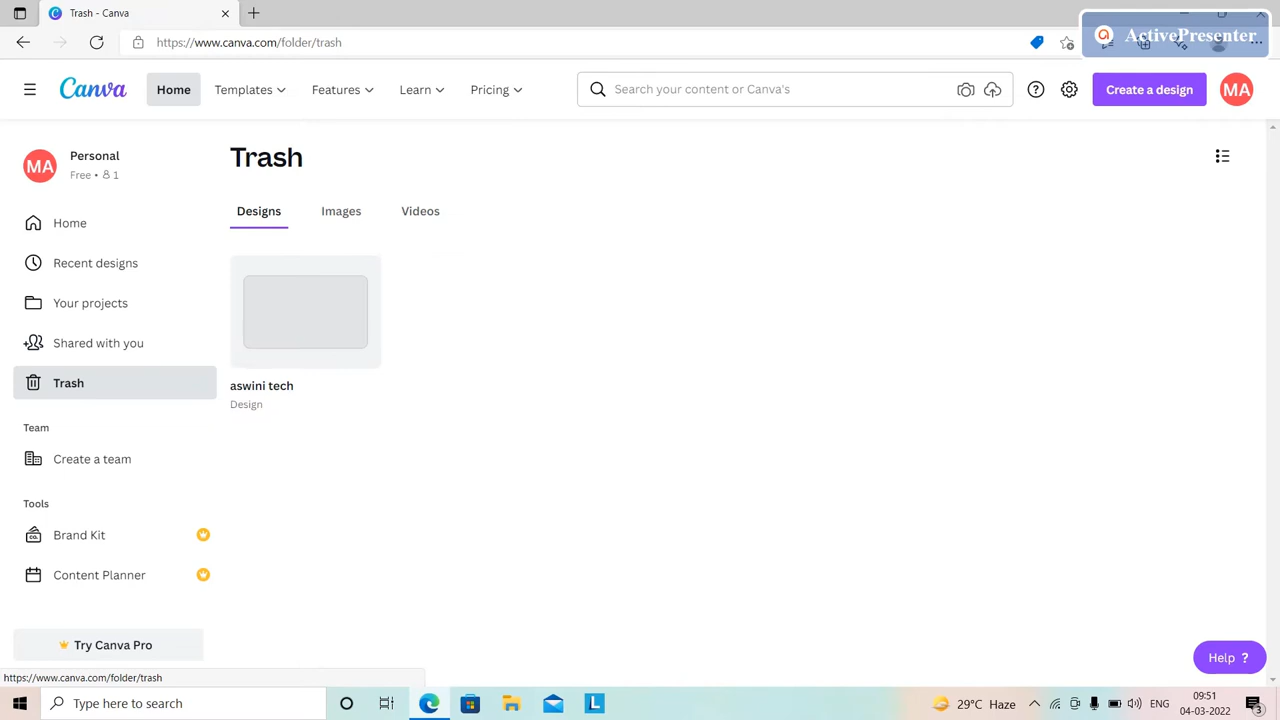 Trash - Canva
https://www.canva.com/folder/trash
ActivePresenter
Canva
Home
Templates
Features
Learn
Pricing
Search your content or Canva's
Create a design
MA
MA
Personal
Free • 1
Home
Recent designs
Your projects
Shared with you
Trash
Team
Create a team
Tools
Brand Kit
Content Planner
Try Canva Pro
Trash
Designs
Images
Videos
aswini tech
Design
Help ?
https://www.canva.com/folder/trash
Type here to search
L
29°C Haze
ENG
09:51
04-03-2022
3